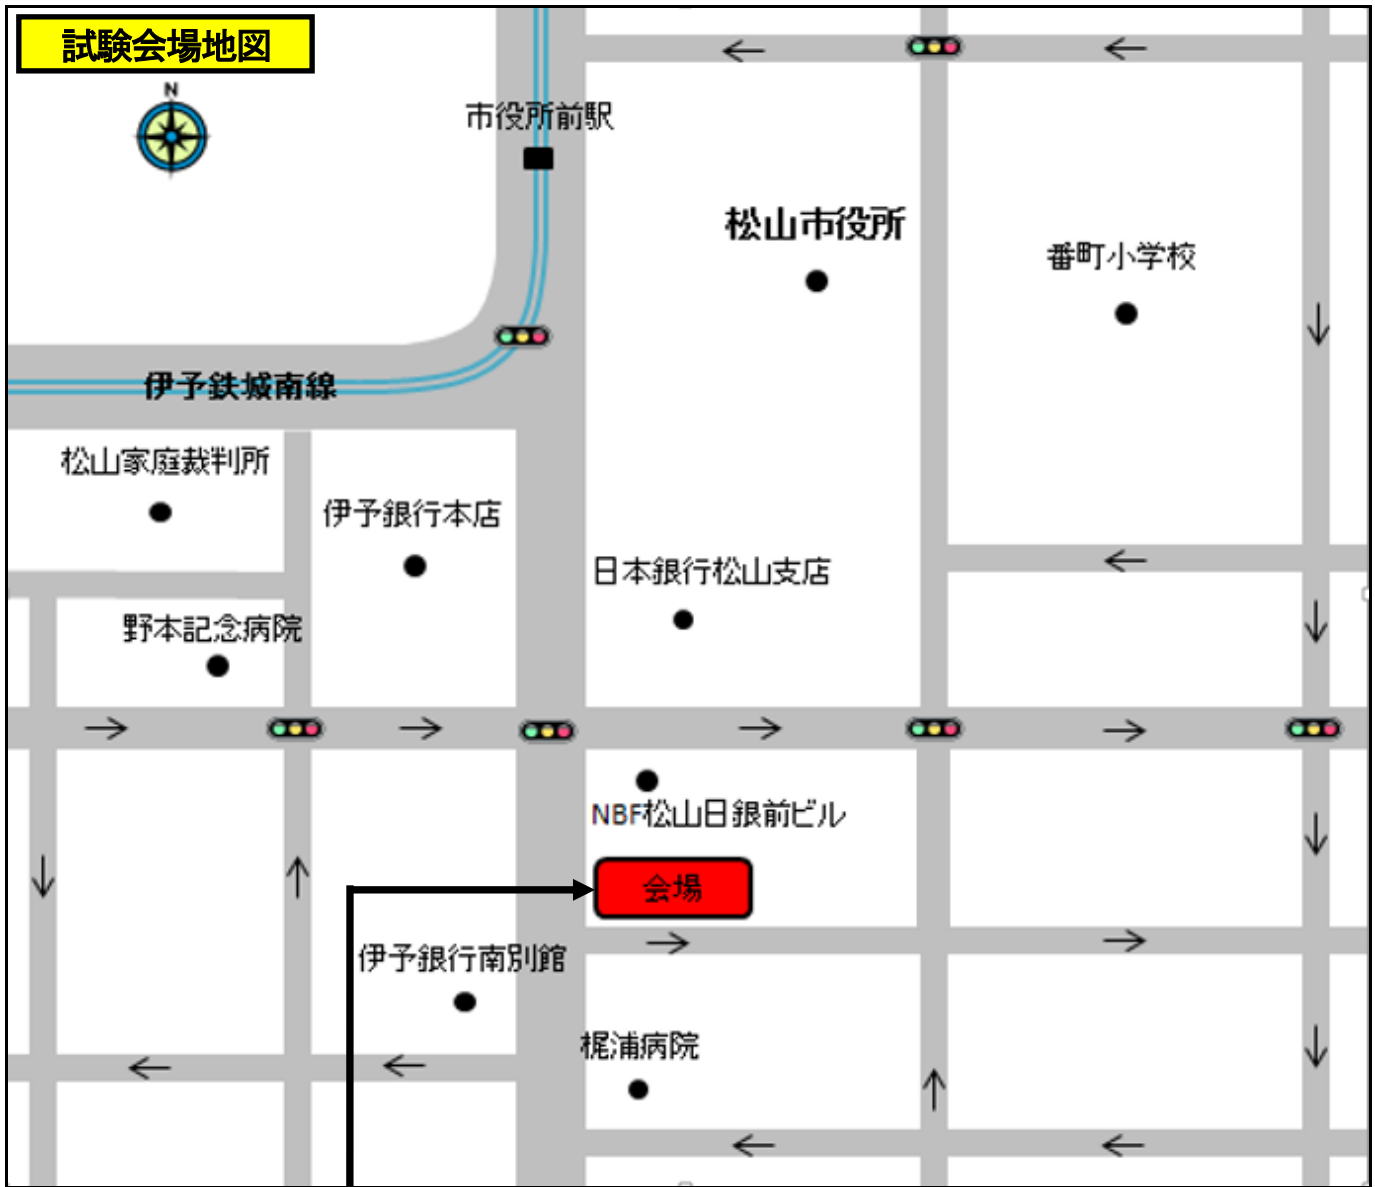 試験会場地図
N
市役所前駅
松山市役所
番町小学校
伊予鉄城南線
松山家庭裁判所
伊予銀行本店
日本銀行松山支店
野本記念病院
NBF松山日銀前ビル
会場
伊予銀行南別館
梶浦病院